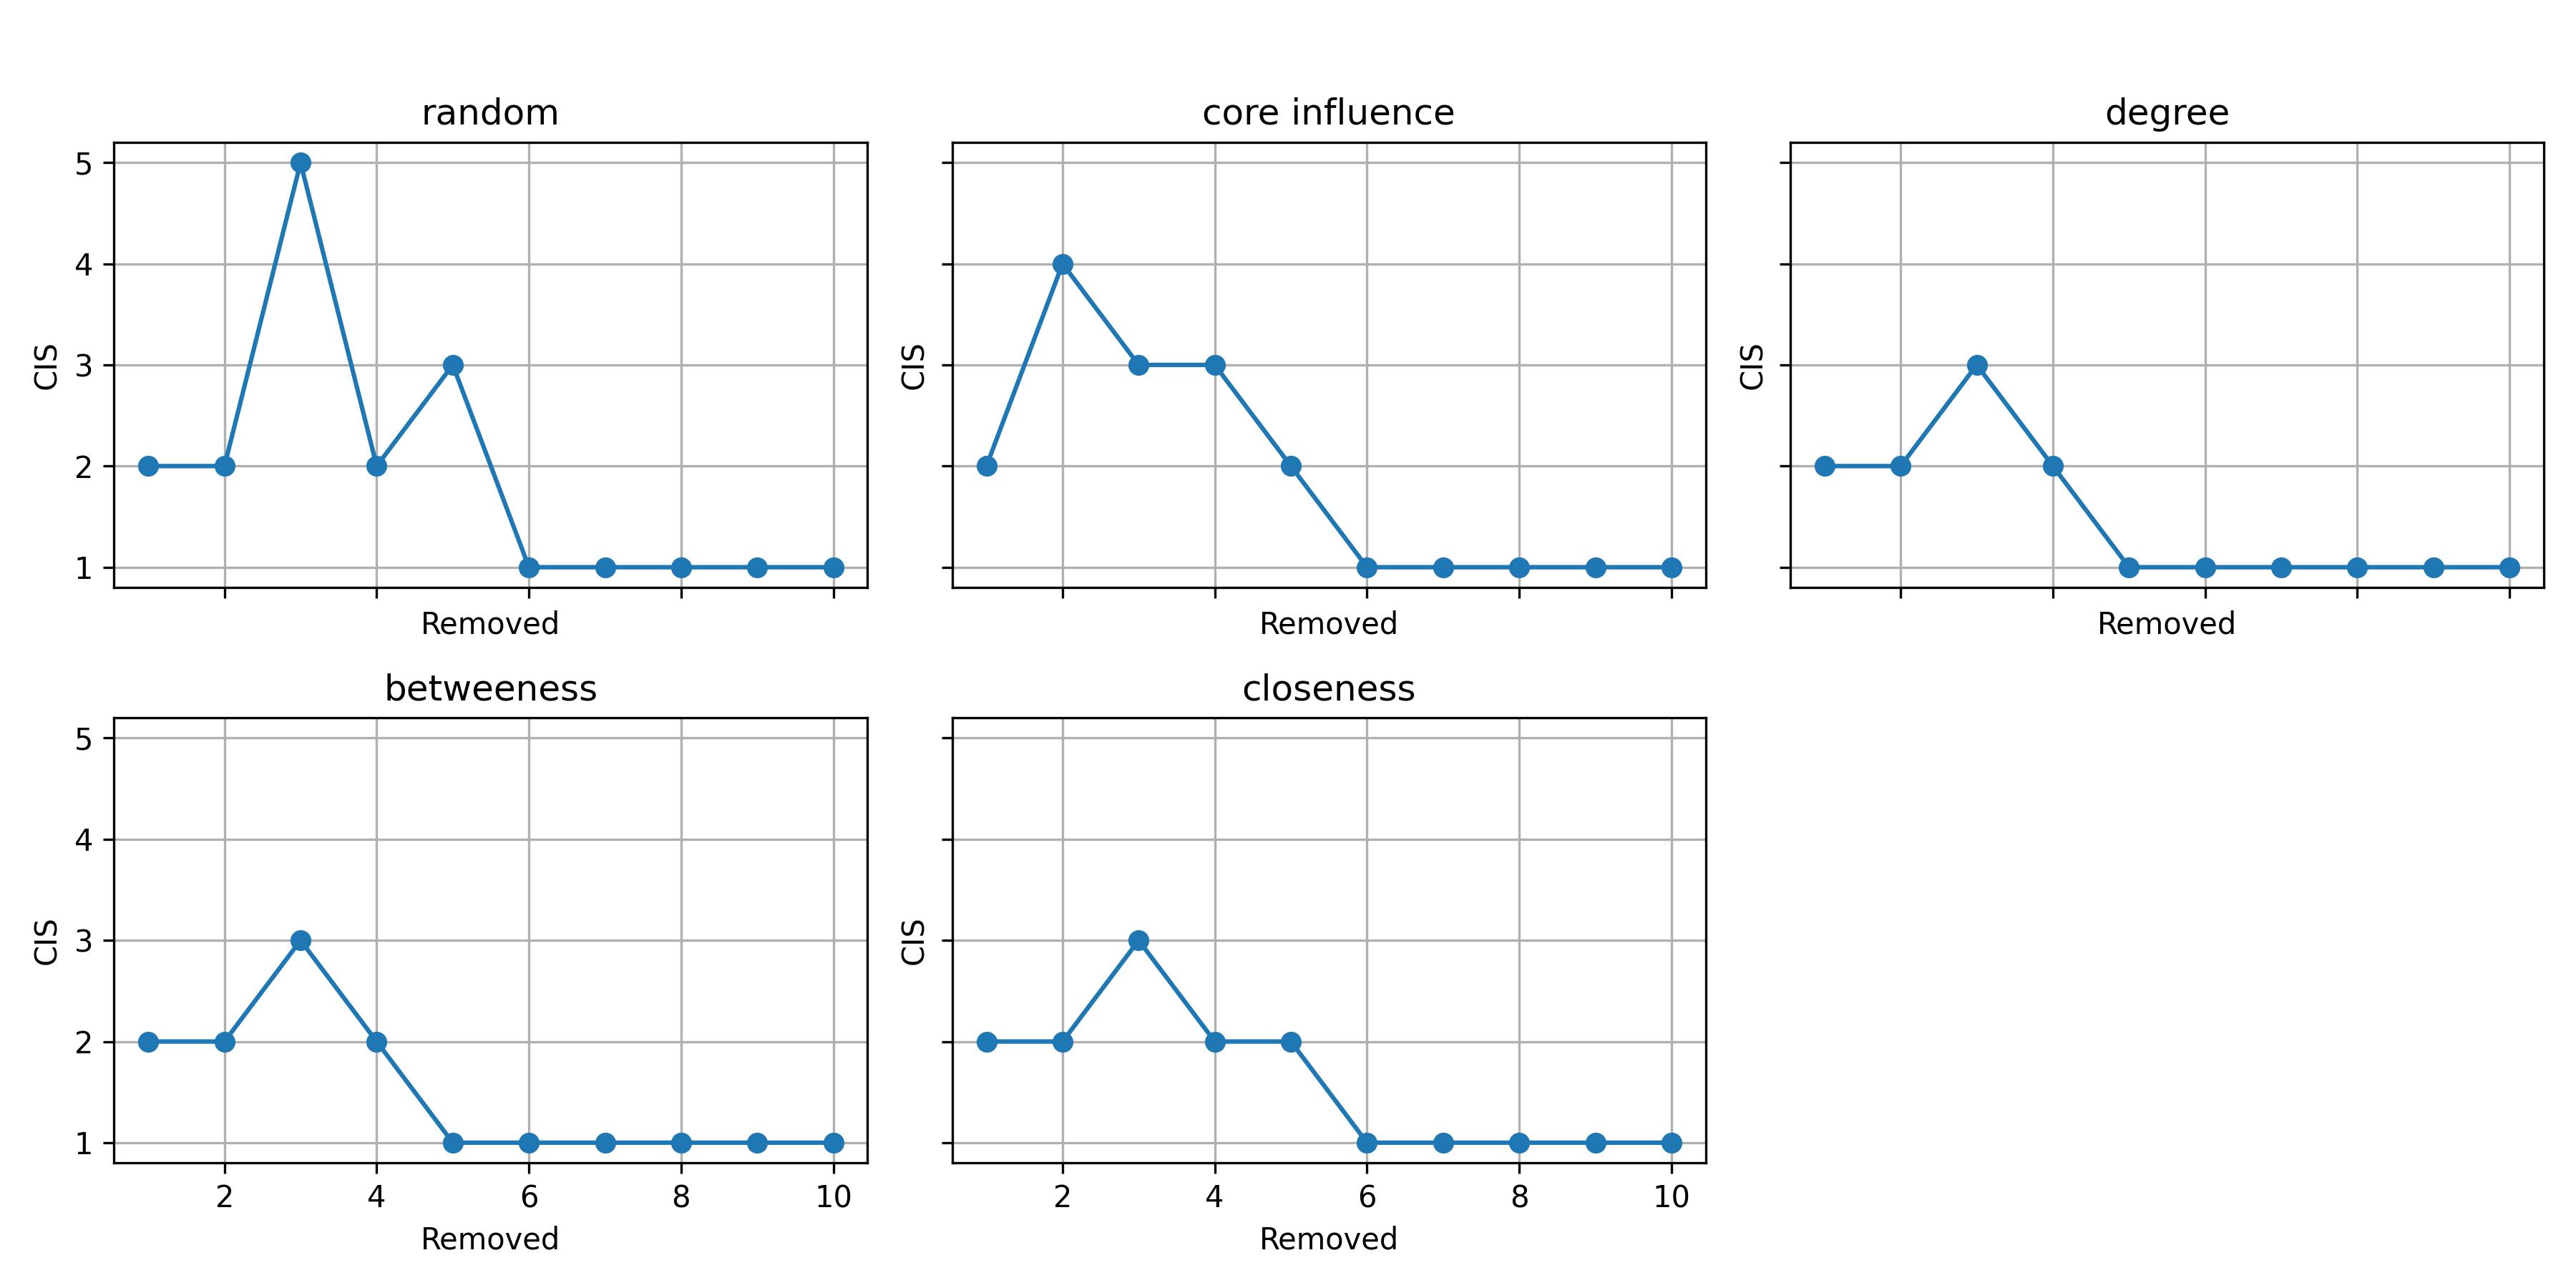 random
core influence
degree
5
4
3
2
1
CIS
CIS
CIS
Removed
Removed
Removed
betweeness
closeness
5
4
3
2
1
CIS
CIS
2 4 6 8 10
2 4 6 8 10
Removed
Removed